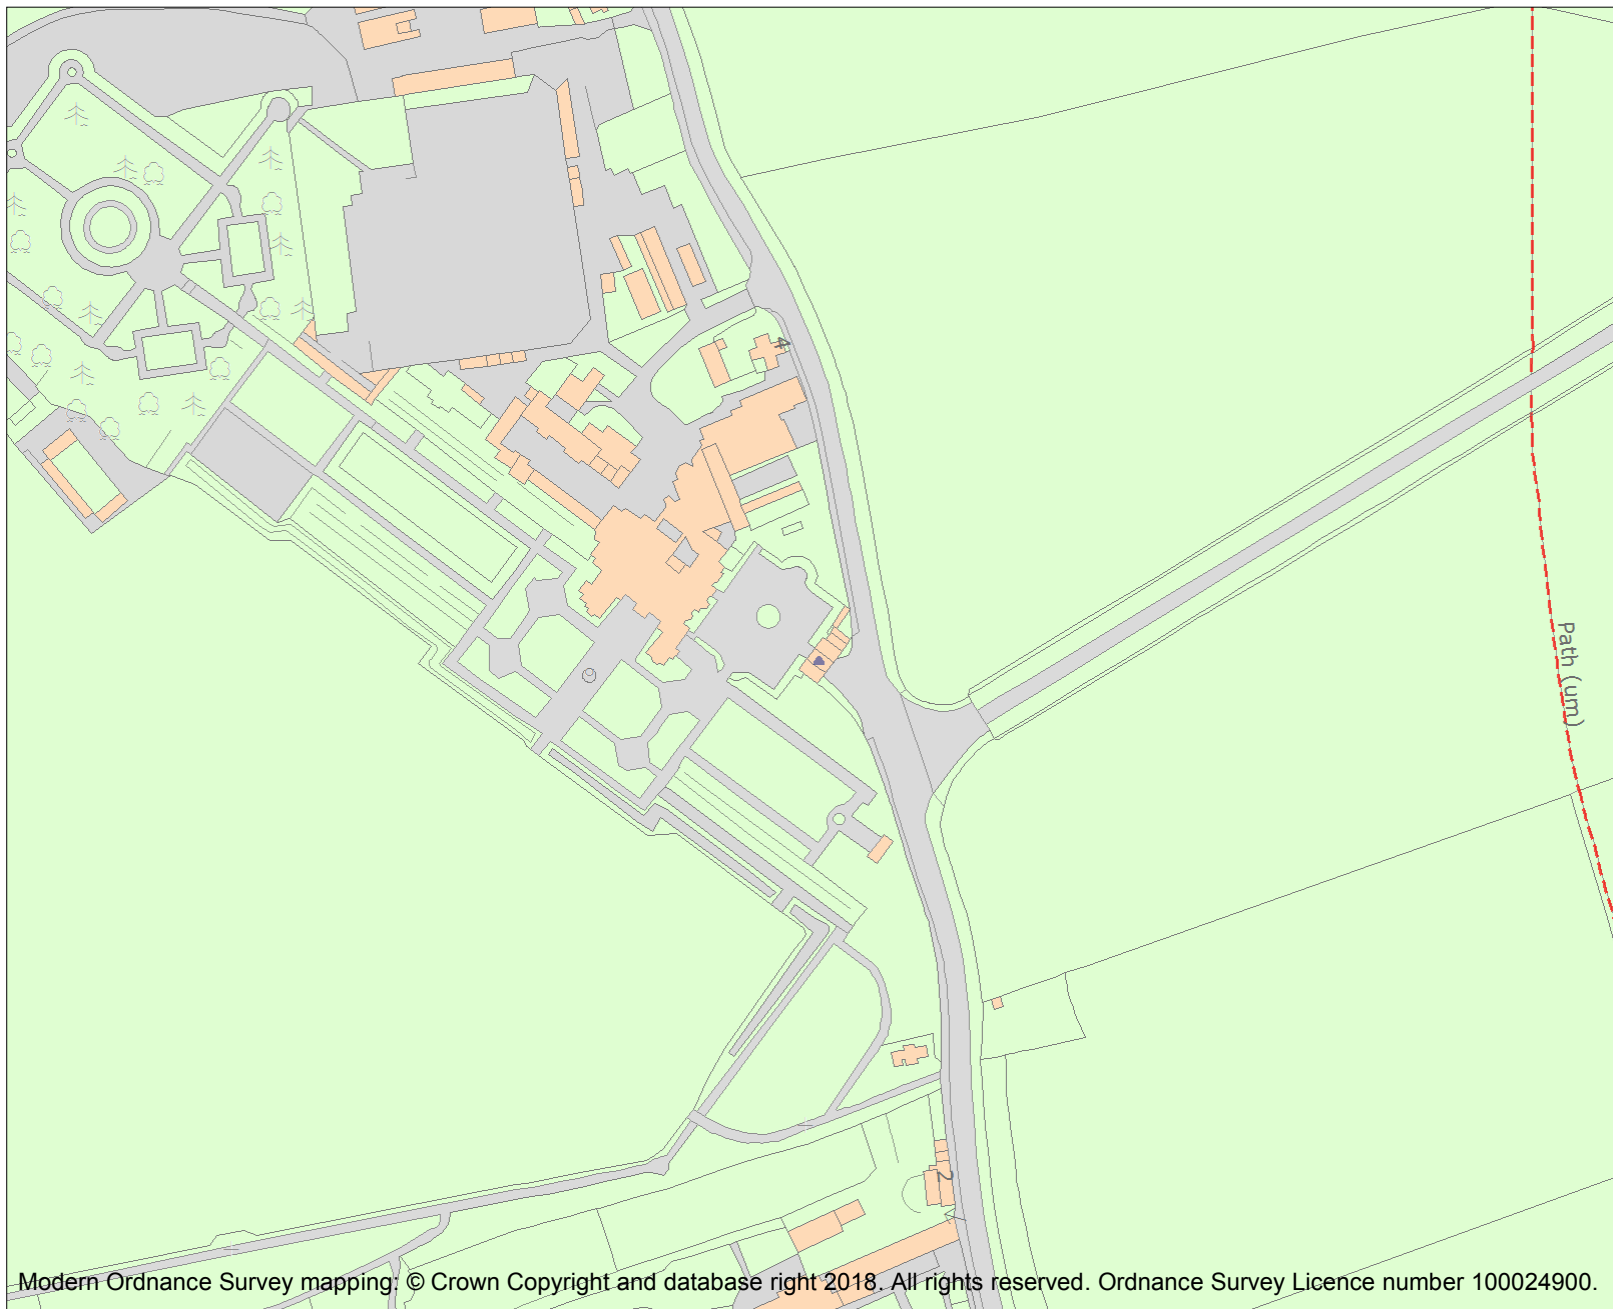 4
Path (um)
2
Modern Ordnance Survey mapping: © Crown Copyright and database right 2018. All rights reserved. Ordnance Survey Licence number 100024900.